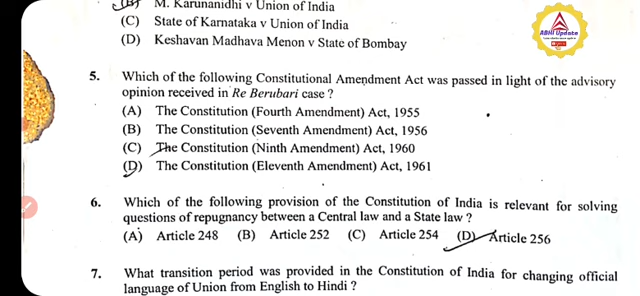 (B) M. Karunanidhi v Union of India
(C) State of Karnataka v Union of India
(D) Keshavan Madhava Menon v State of Bombay
ABHI Update
5. Which of the following Constitutional Amendment Act was passed in light of the advisory
opinion received in Re Berubari case ?
(A) The Constitution (Fourth Amendment) Act, 1955
(B) The Constitution (Seventh Amendment) Act, 1956
(C) The Constitution (Ninth Amendment) Act, 1960
(D) The Constitution (Eleventh Amendment) Act, 1961
6. Which of the following provision of the Constitution of India is relevant for solving
questions of repugnancy between a Central law and a State law ?
(A) Article 248 (B) Article 252 (C) Article 254 (D) Article 256
7. What transition period was provided in the Constitution of India for changing official
language of Union from English to Hindi ?